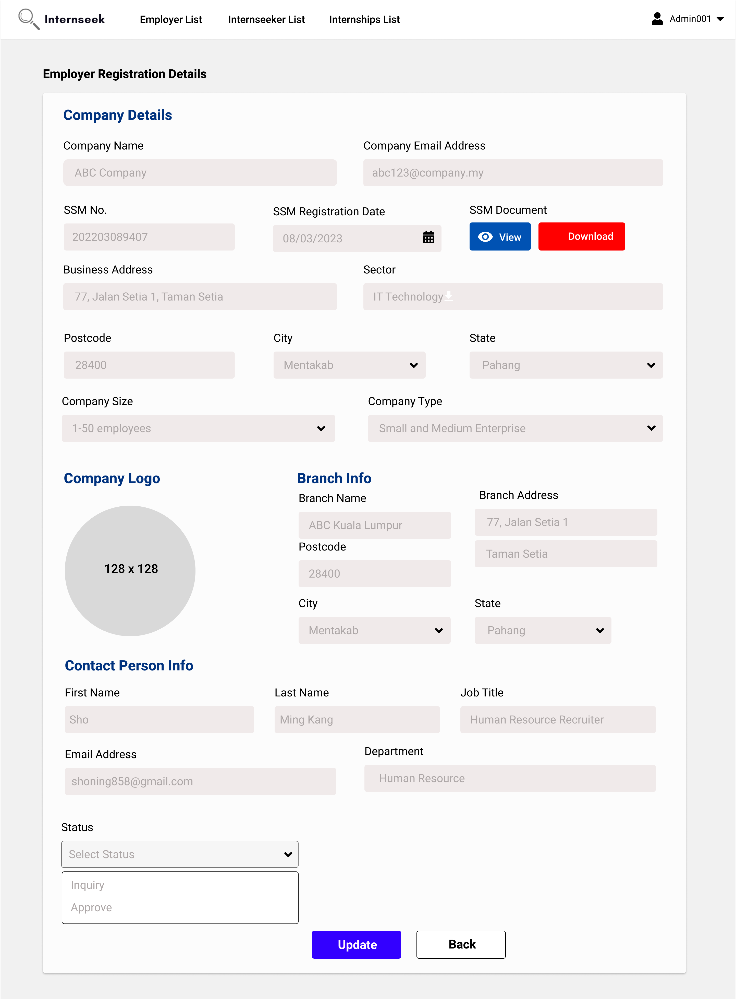 Internseek
Employer List
Internseeker List
Internships List
Admin001
Employer Registration Details
Company Details
Company Name
Company Email Address
ABC Company
abc123@company.my
SSM No.
SSM Registration Date
SSM Document
202203089407
08/03/2023
View
Download
Business Address
Sector
77, Jalan Setia 1, Taman Setia
IT Technology
Postcode
City
State
28400
Mentakab
Pahang
Company Size
Company Type
1-50 employees
Small and Medium Enterprise
Company Logo
128 x 128
Branch Info
Branch Name
Branch Address
ABC Kuala Lumpur
77, Jalan Setia 1
Postcode
Taman Setia
28400
City
State
Mentakab
Pahang
Contact Person Info
First Name
Last Name
Job Title
Sho
Ming Kang
Human Resource Recruiter
Email Address
Department
shoning858@gmail.com
Human Resource
Status
Select Status
Inquiry
Approve
Update
Back